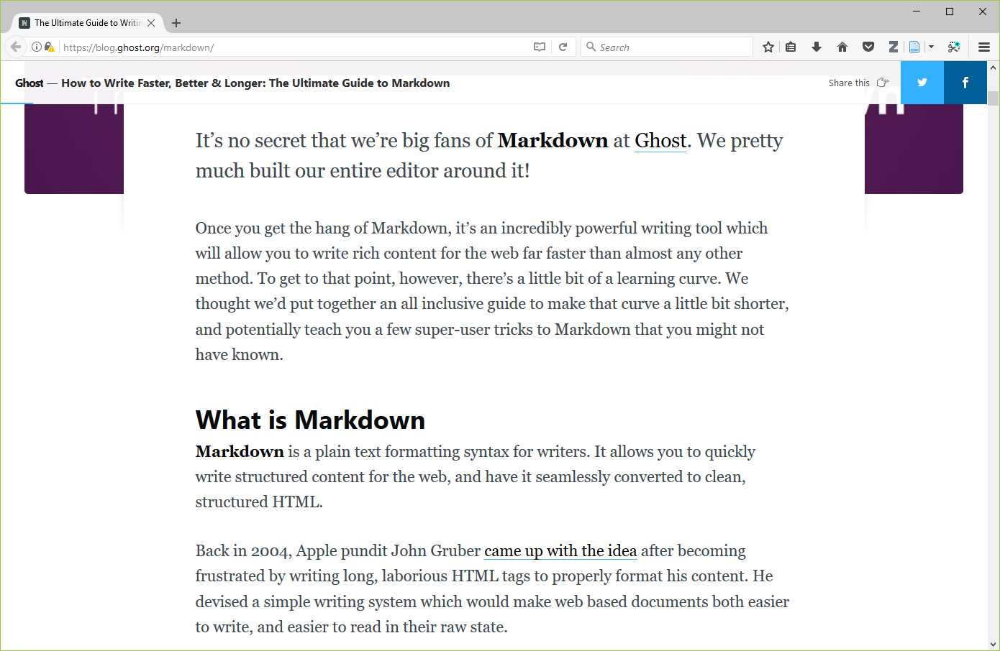 The Ultimate Guide to Writin
https://blog.ghost.org/markdown/
Search
Ghost — How to Write Faster, Better & Longer: The Ultimate Guide to Markdown
Share this
It’s no secret that we’re big fans of Markdown at Ghost. We pretty
much built our entire editor around it!
Once you get the hang of Markdown, it’s an incredibly powerful writing tool which
will allow you to write rich content for the web far faster than almost any other
method. To get to that point, however, there’s a little bit of a learning curve. We
thought we’d put together an all inclusive guide to make that curve a little bit shorter,
and potentially teach you a few super-user tricks to Markdown that you might not
have known.
What is Markdown
Markdown is a plain text formatting syntax for writers. It allows you to quickly
write structured content for the web, and have it seamlessly converted to clean,
structured HTML.
Back in 2004, Apple pundit John Gruber came up with the idea after becoming
frustrated by writing long, laborious HTML tags to properly format his content. He
devised a simple writing system which would make web based documents both easier
to write, and easier to read in their raw state.